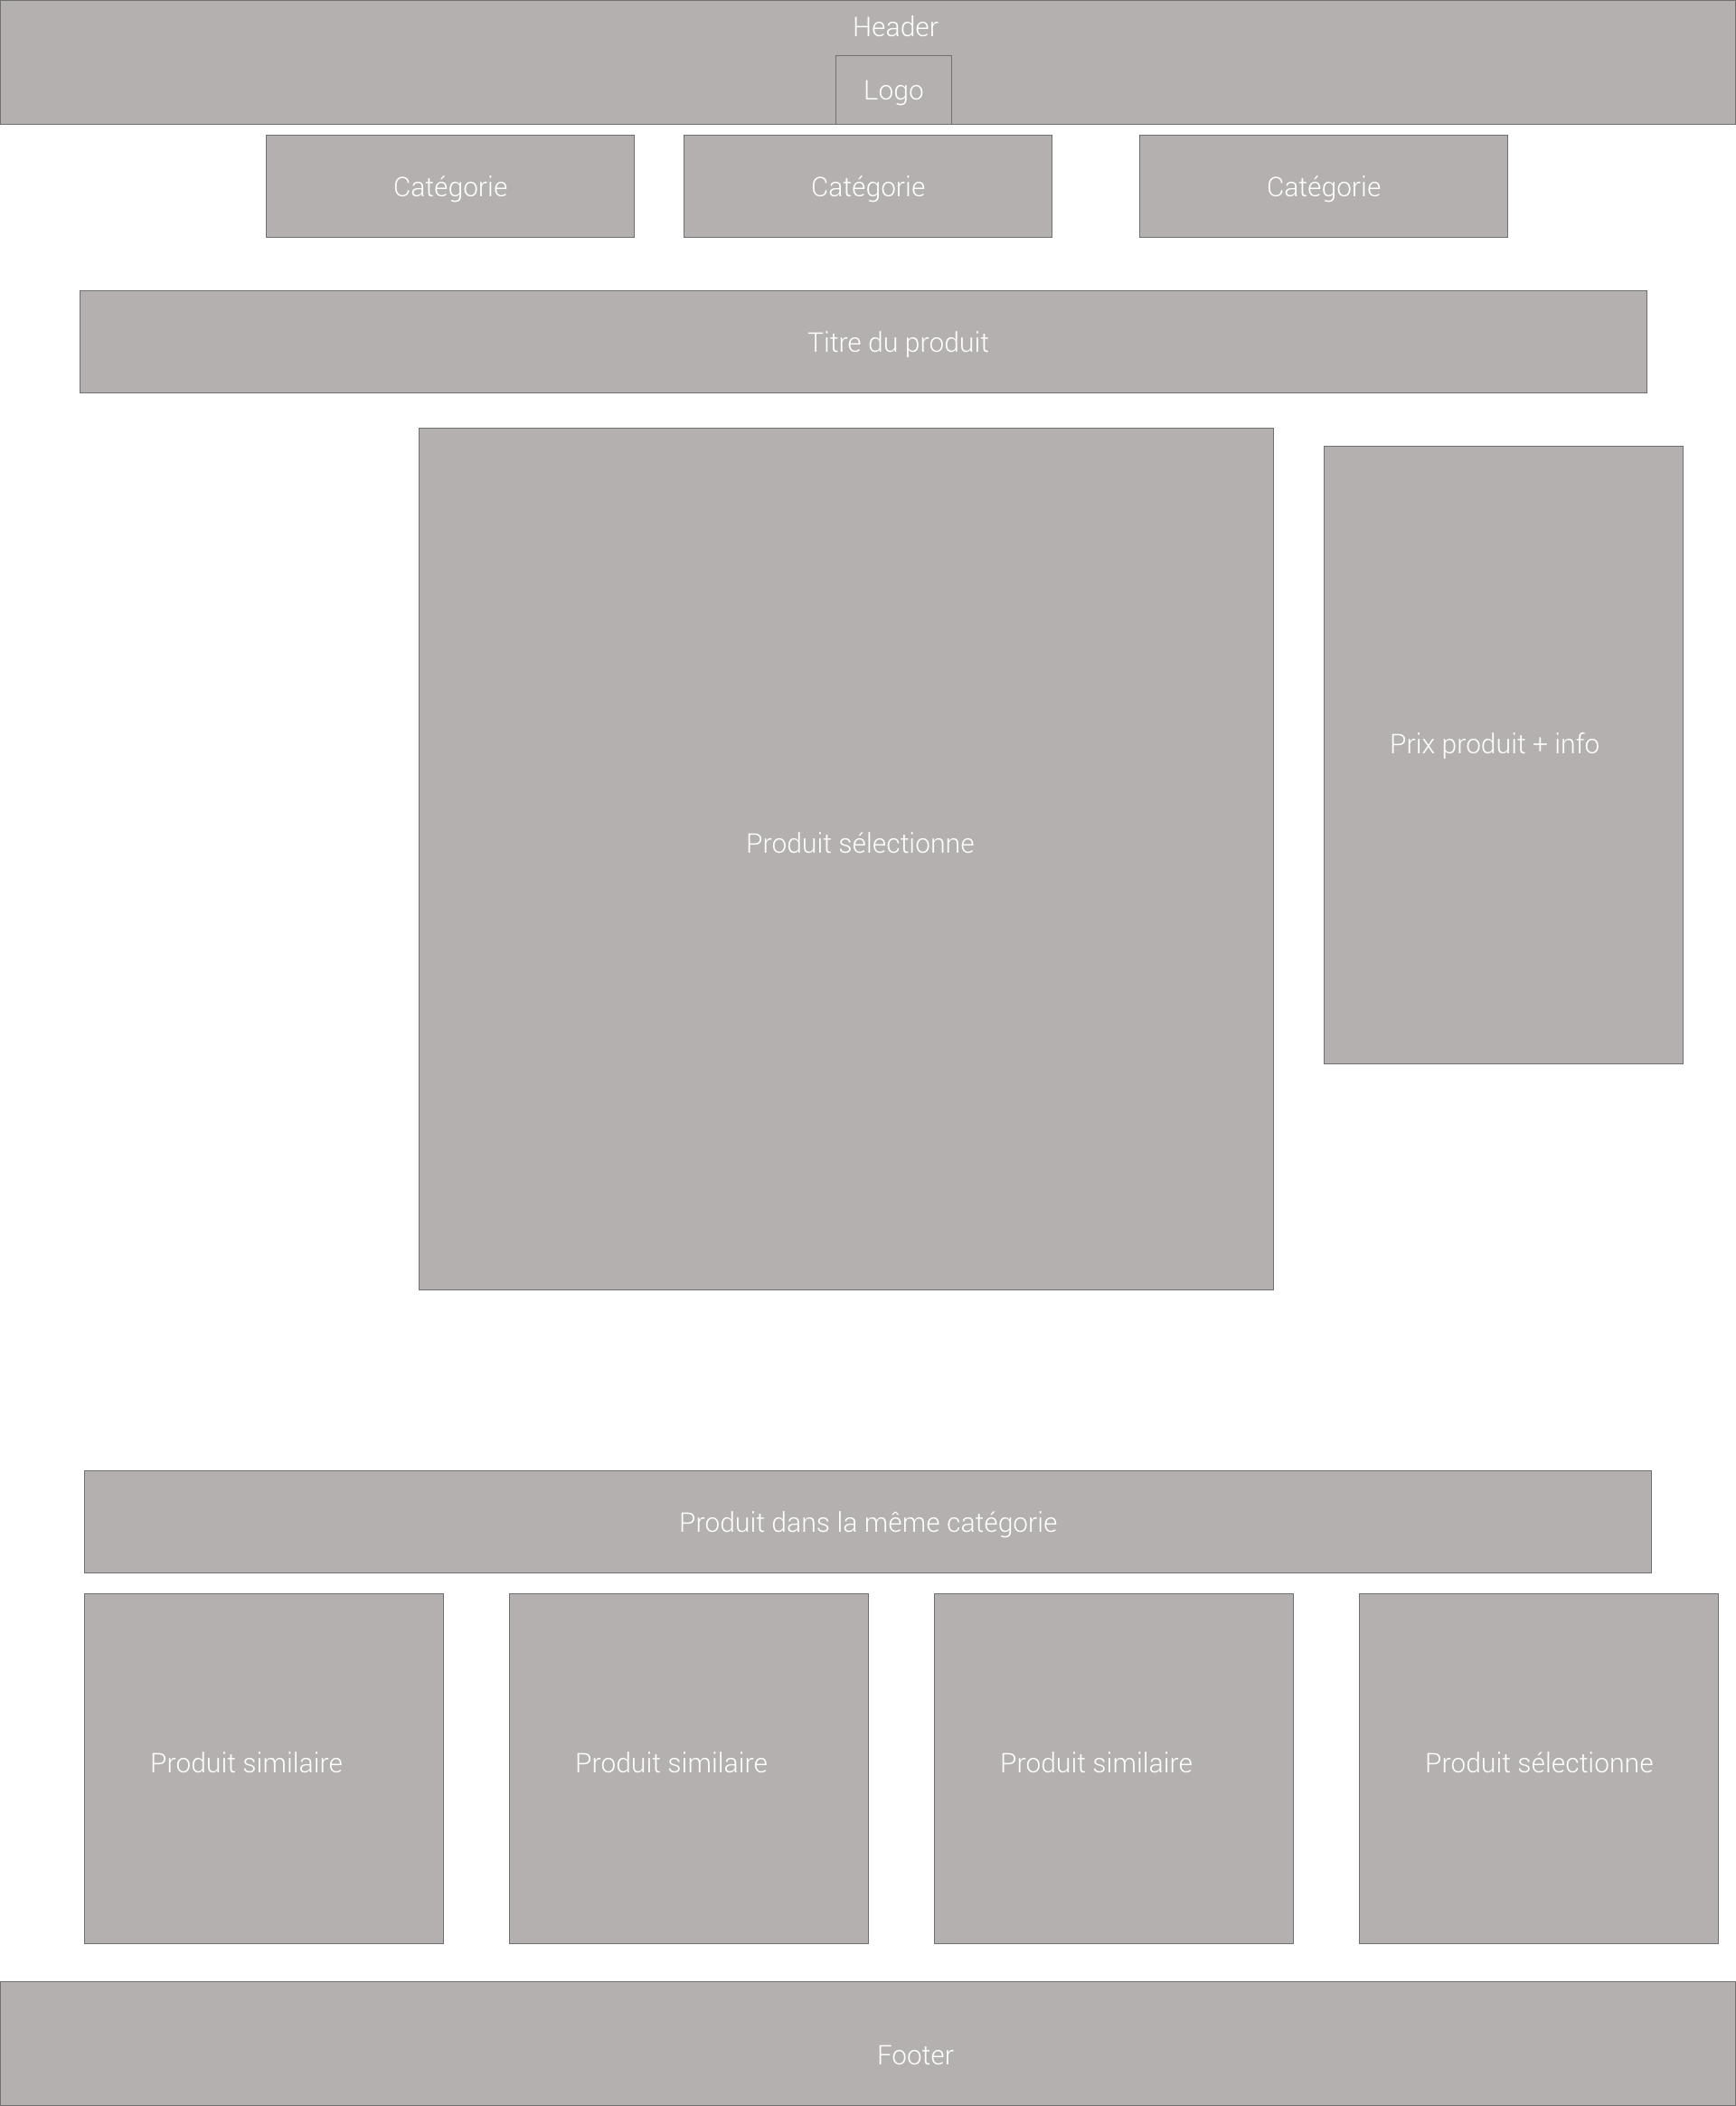 Header
Logo
Catégorie
Catégorie
Catégorie
Titre du produit
Prix produit + info
Produit sélectionne
Produit dans la même catégorie
Produit similaire
Produit similaire
Produit similaire
Produit sélectionne
Footer